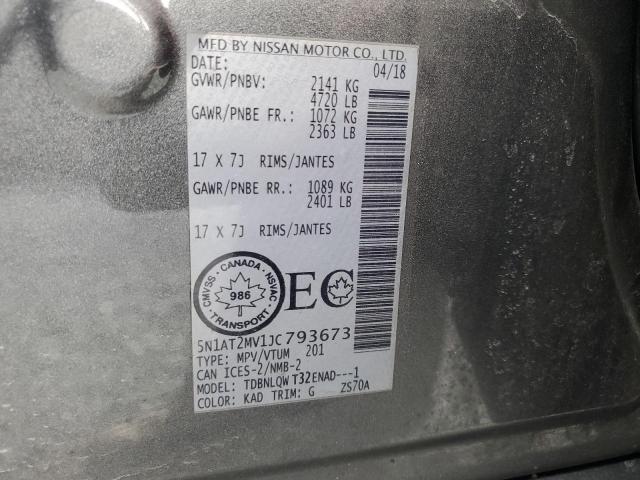 MFD BY NISSAN MOTOR CO., LTD.
DATE: 04/18
GVWR/PNBV: 2141 KG
4720 LB
GAWR/PNBE FR.: 1072 KG
2363 LB
17 X 7J RIMS/JANTES
GAWR/PNBE RR.: 1089 KG
2401 LB
17 X 7J RIMS/JANTES
CMVSS · CANADA · NSVAC
986
TRANSPORT
EC
5N1AT2MV1JC793673
TYPE: MPV/VTUM 201
CAN ICES-2/NMB-2
MODEL: TDBNLQW T32ENAD---1
COLOR: KAD TRIM: G ZS70A